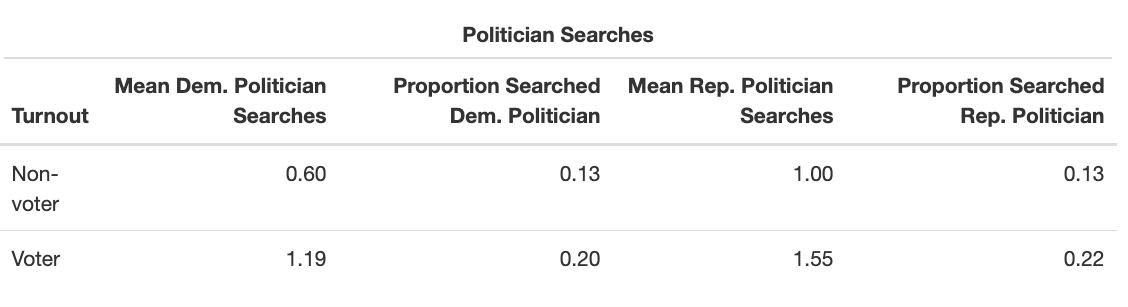 Politician Searches
Turnout Mean Dem. Politician Searches Proportion Searched Dem. Politician Mean Rep. Politician Searches Proportion Searched Rep. Politician
Non-voter 0.60 0.13 1.00 0.13
Voter 1.19 0.20 1.55 0.22